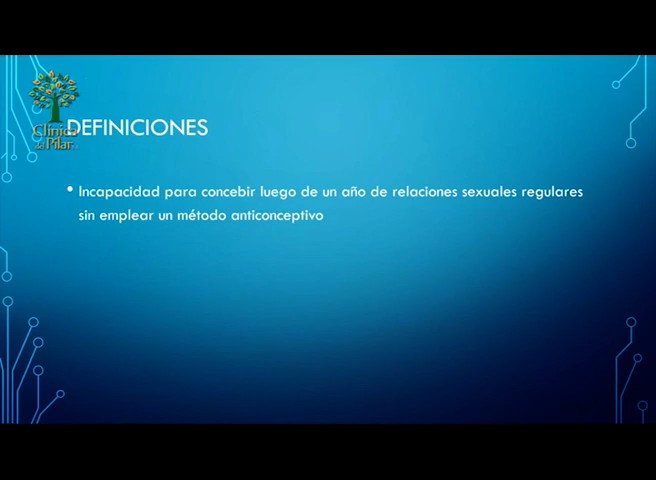 Clínica
del Pilar
DEFINICIONES
• Incapacidad para concebir luego de un año de relaciones sexuales regulares
sin emplear un método anticonceptivo